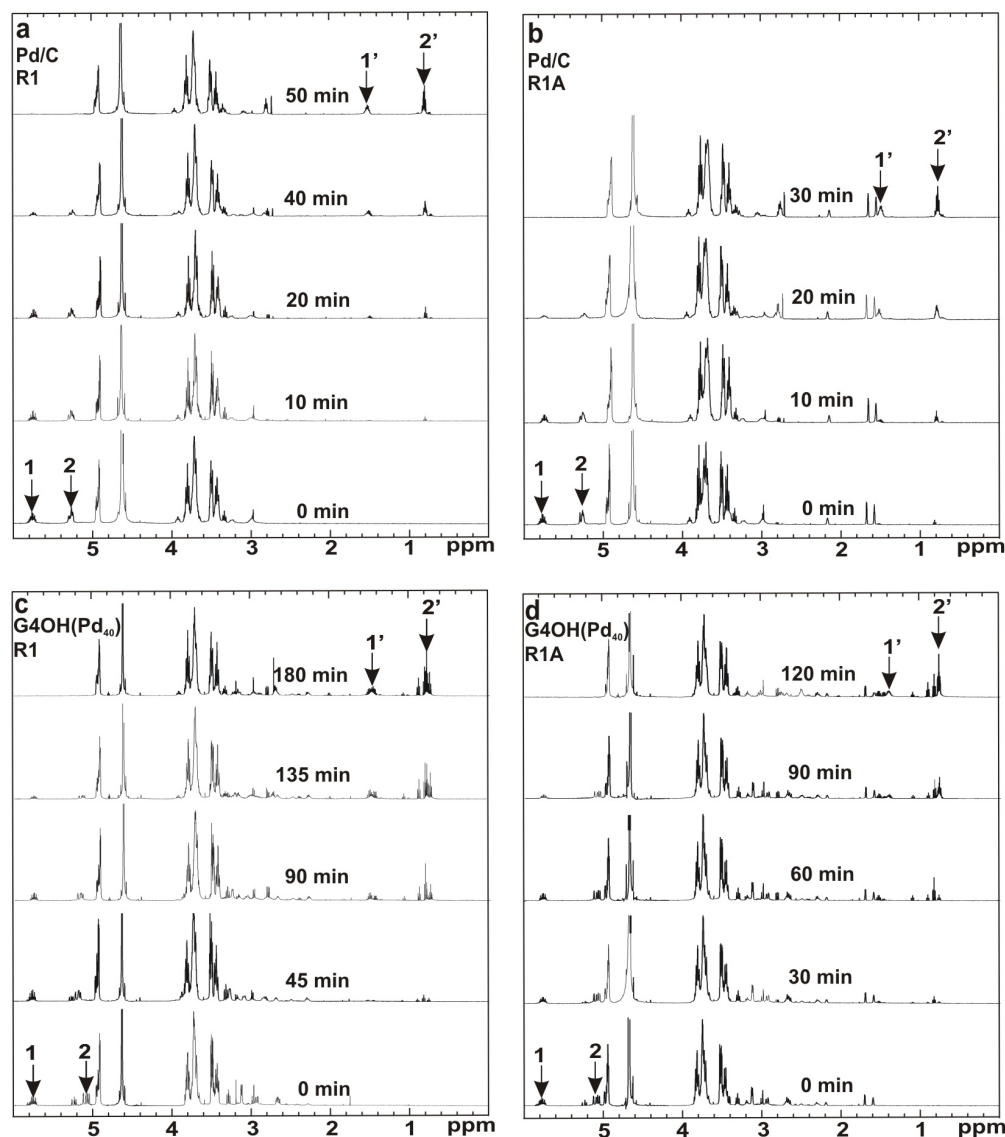 a
Pd/C
R1
1’
2’
50 min
40 min
20 min
10 min
1
2
0 min
5 4 3 2 1 ppm
b
Pd/C
R1A
1’
2’
30 min
20 min
10 min
1
2
0 min
5 4 3 2 1 ppm
c
G4OH(Pd₄₀)
R1
1’
2’
180 min
135 min
90 min
45 min
1
2
0 min
5 4 3 2 1 ppm
d
G4OH(Pd₄₀)
R1A
1’
2’
120 min
90 min
60 min
30 min
1
2
0 min
5 4 3 2 1 ppm